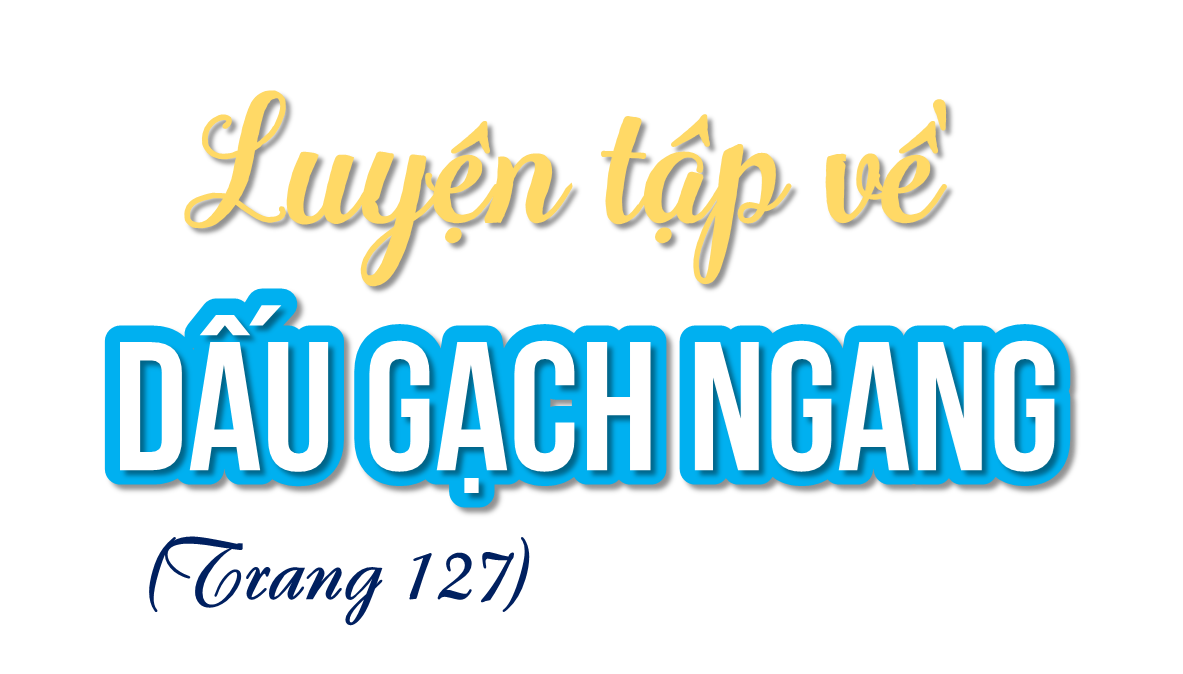 Luyện tập về
DẤU GẠCH NGANG
(Trang 127)